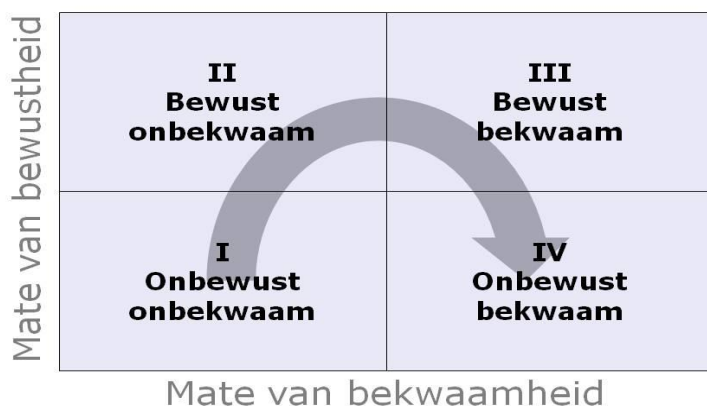 Mate van bewustheid
II
Bewust
onbekwaam
III
Bewust
bekwaam
I
Onbewust
onbekwaam
IV
Onbewust
bekwaam
Mate van bekwaamheid